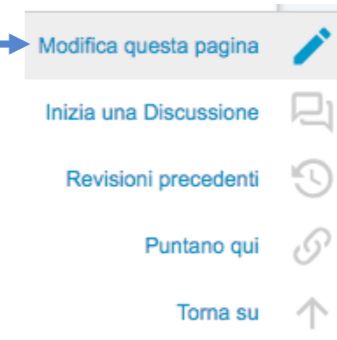 Modifica questa pagina
Inizia una Discussione
Revisioni precedenti
Puntano qui
Torna su